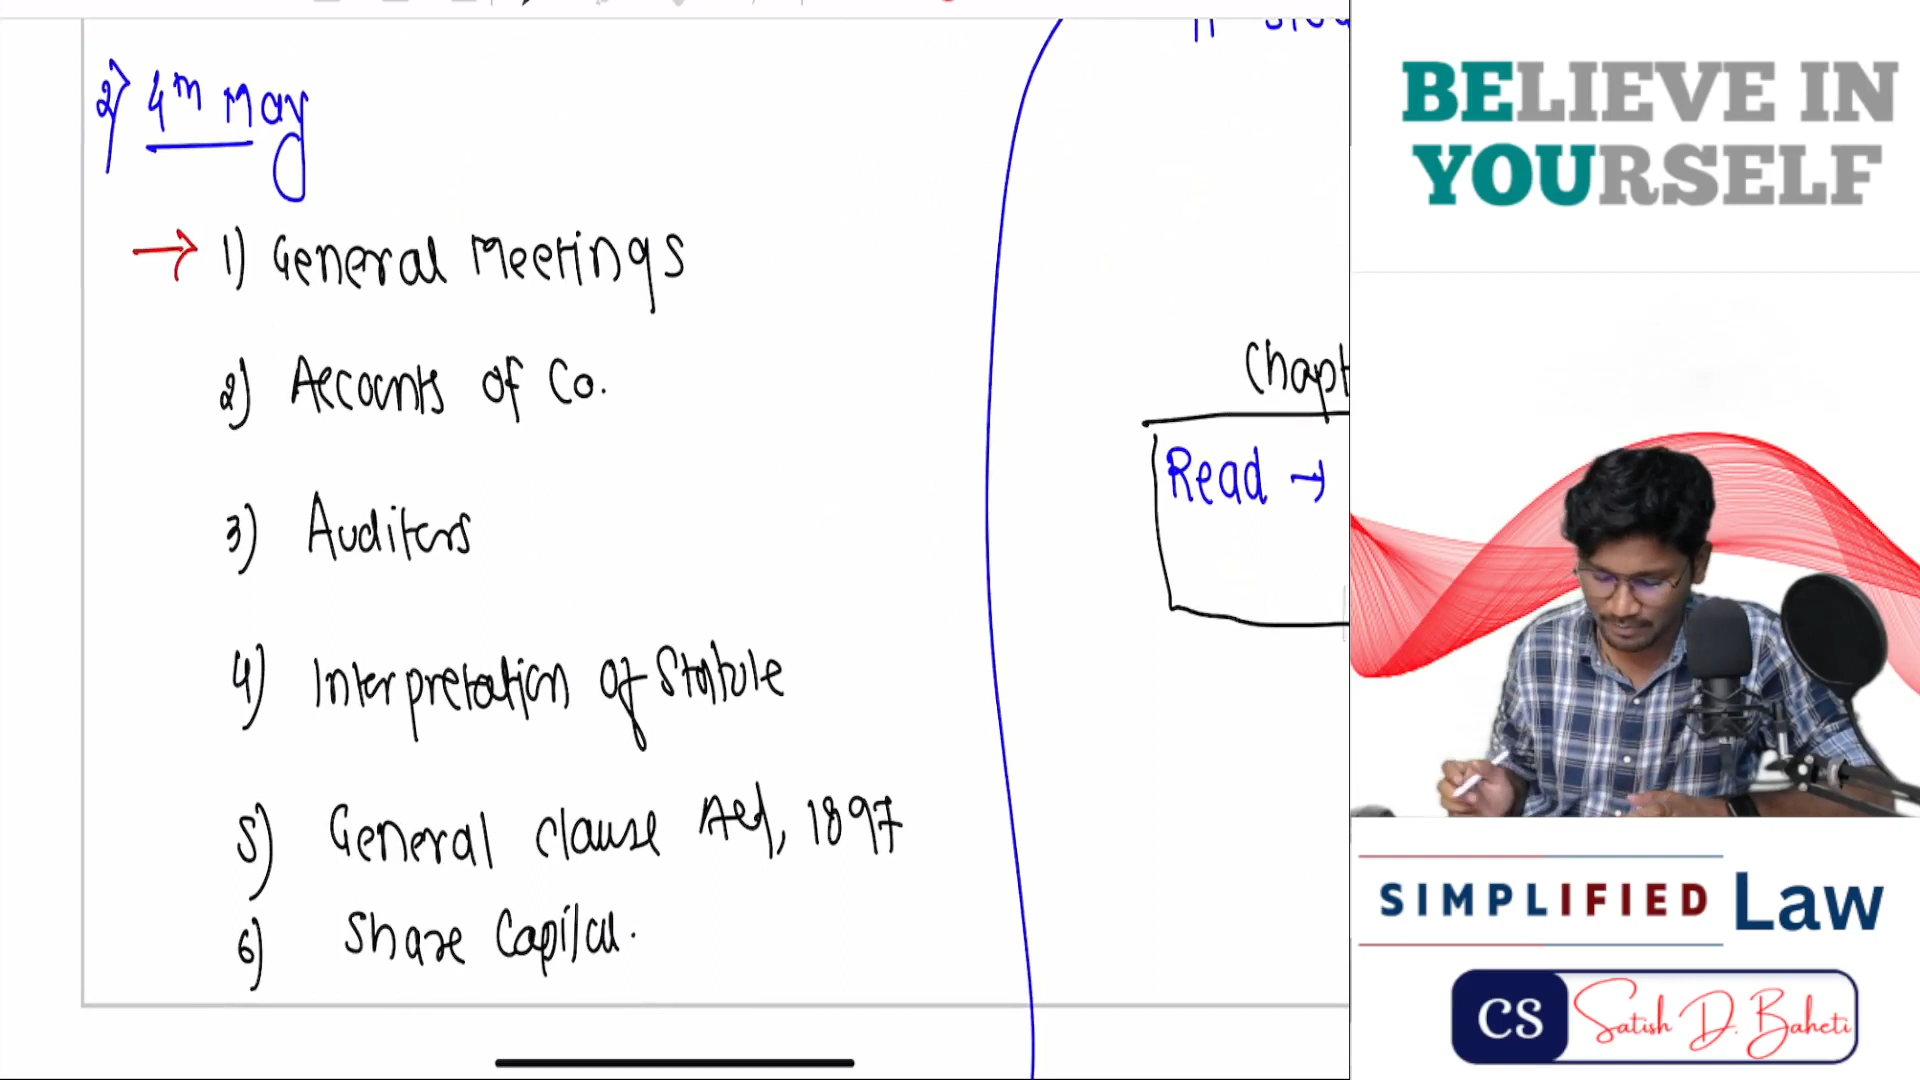 2) 4th May
→ 1) General Meetings
2) Accounts of Co.
3) Auditors
4) Interpretation of Statute
5) General clause Act, 1897
6) Share Capital.
Chapt
Read →
BELIEVE IN
YOURSELF
SIMPLIFIED Law
CS Satish D. Baheti